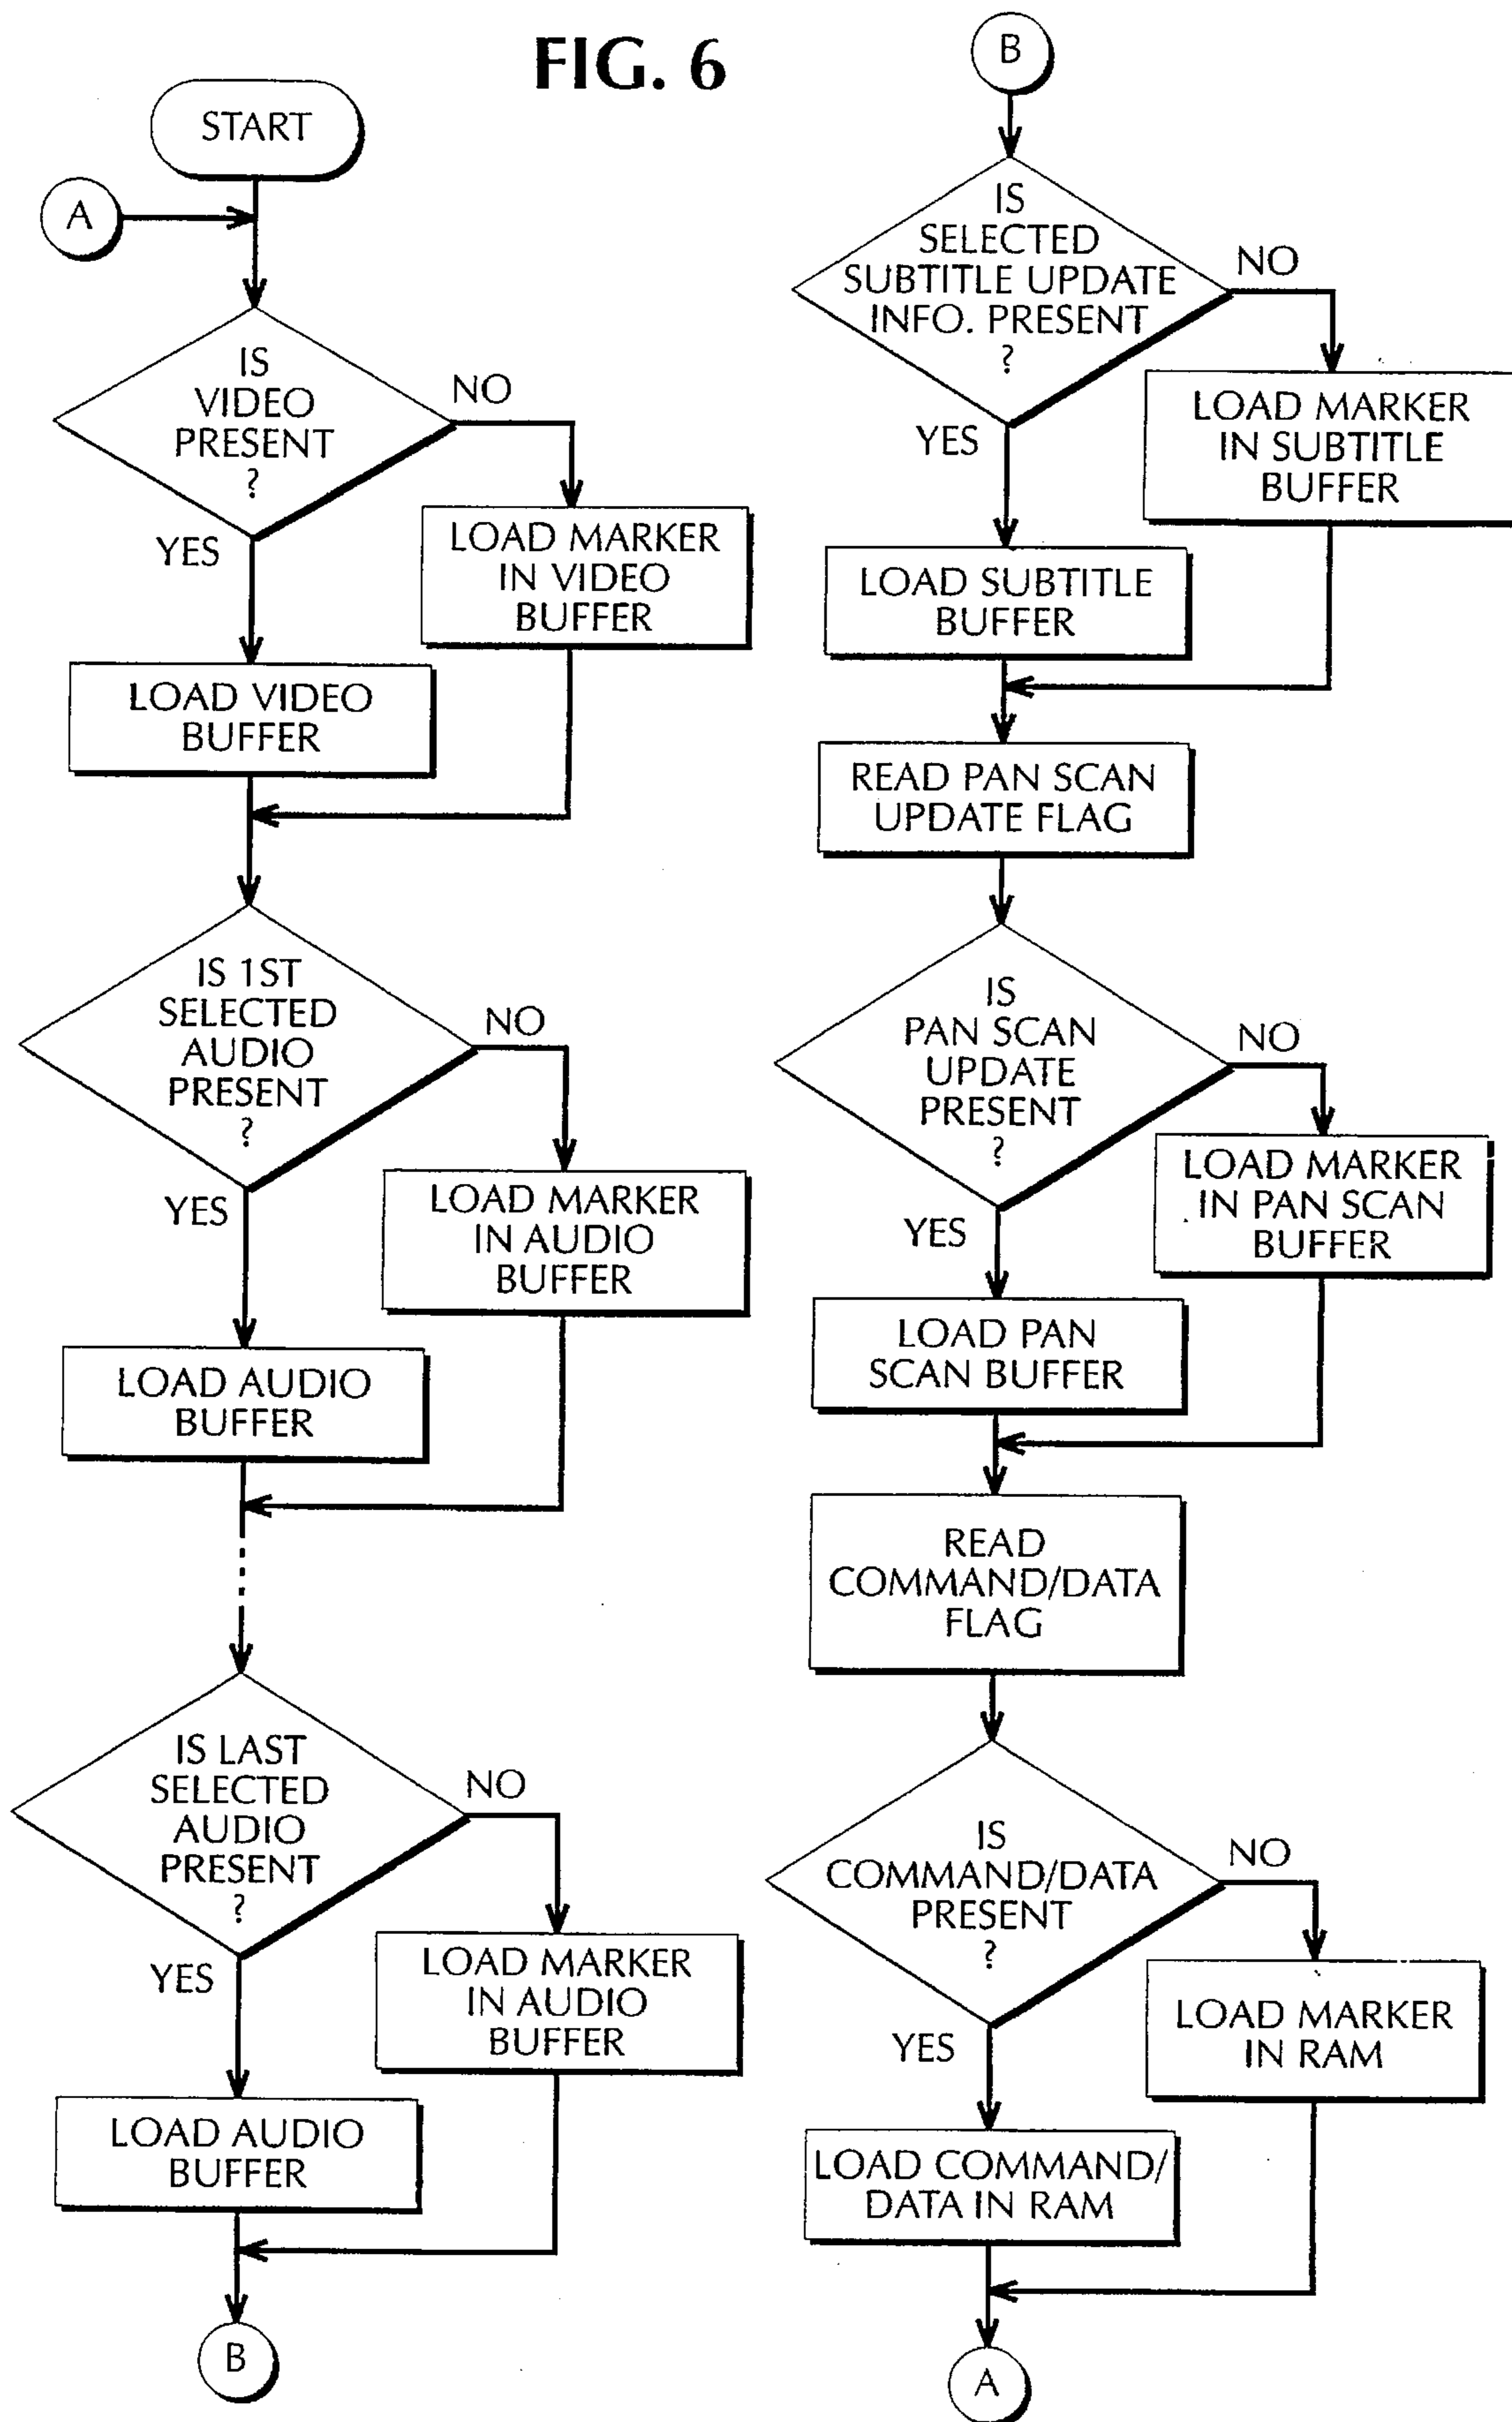 FIG. 6
START
A
IS
VIDEO
PRESENT
?
NO
YES
LOAD MARKER
IN VIDEO
BUFFER
LOAD VIDEO
BUFFER
IS 1ST
SELECTED
AUDIO
PRESENT
?
NO
YES
LOAD MARKER
IN AUDIO
BUFFER
LOAD AUDIO
BUFFER
IS LAST
SELECTED
AUDIO
PRESENT
?
NO
YES
LOAD MARKER
IN AUDIO
BUFFER
LOAD AUDIO
BUFFER
B
B
IS
SELECTED
SUBTITLE UPDATE
INFO. PRESENT
?
NO
YES
LOAD MARKER
IN SUBTITLE
BUFFER
LOAD SUBTITLE
BUFFER
READ PAN SCAN
UPDATE FLAG
IS
PAN SCAN
UPDATE
PRESENT
?
NO
YES
LOAD MARKER
IN PAN SCAN
BUFFER
LOAD PAN
SCAN BUFFER
READ
COMMAND/DATA
FLAG
IS
COMMAND/DATA
PRESENT
?
NO
YES
LOAD MARKER
IN RAM
LOAD COMMAND/
DATA IN RAM
A